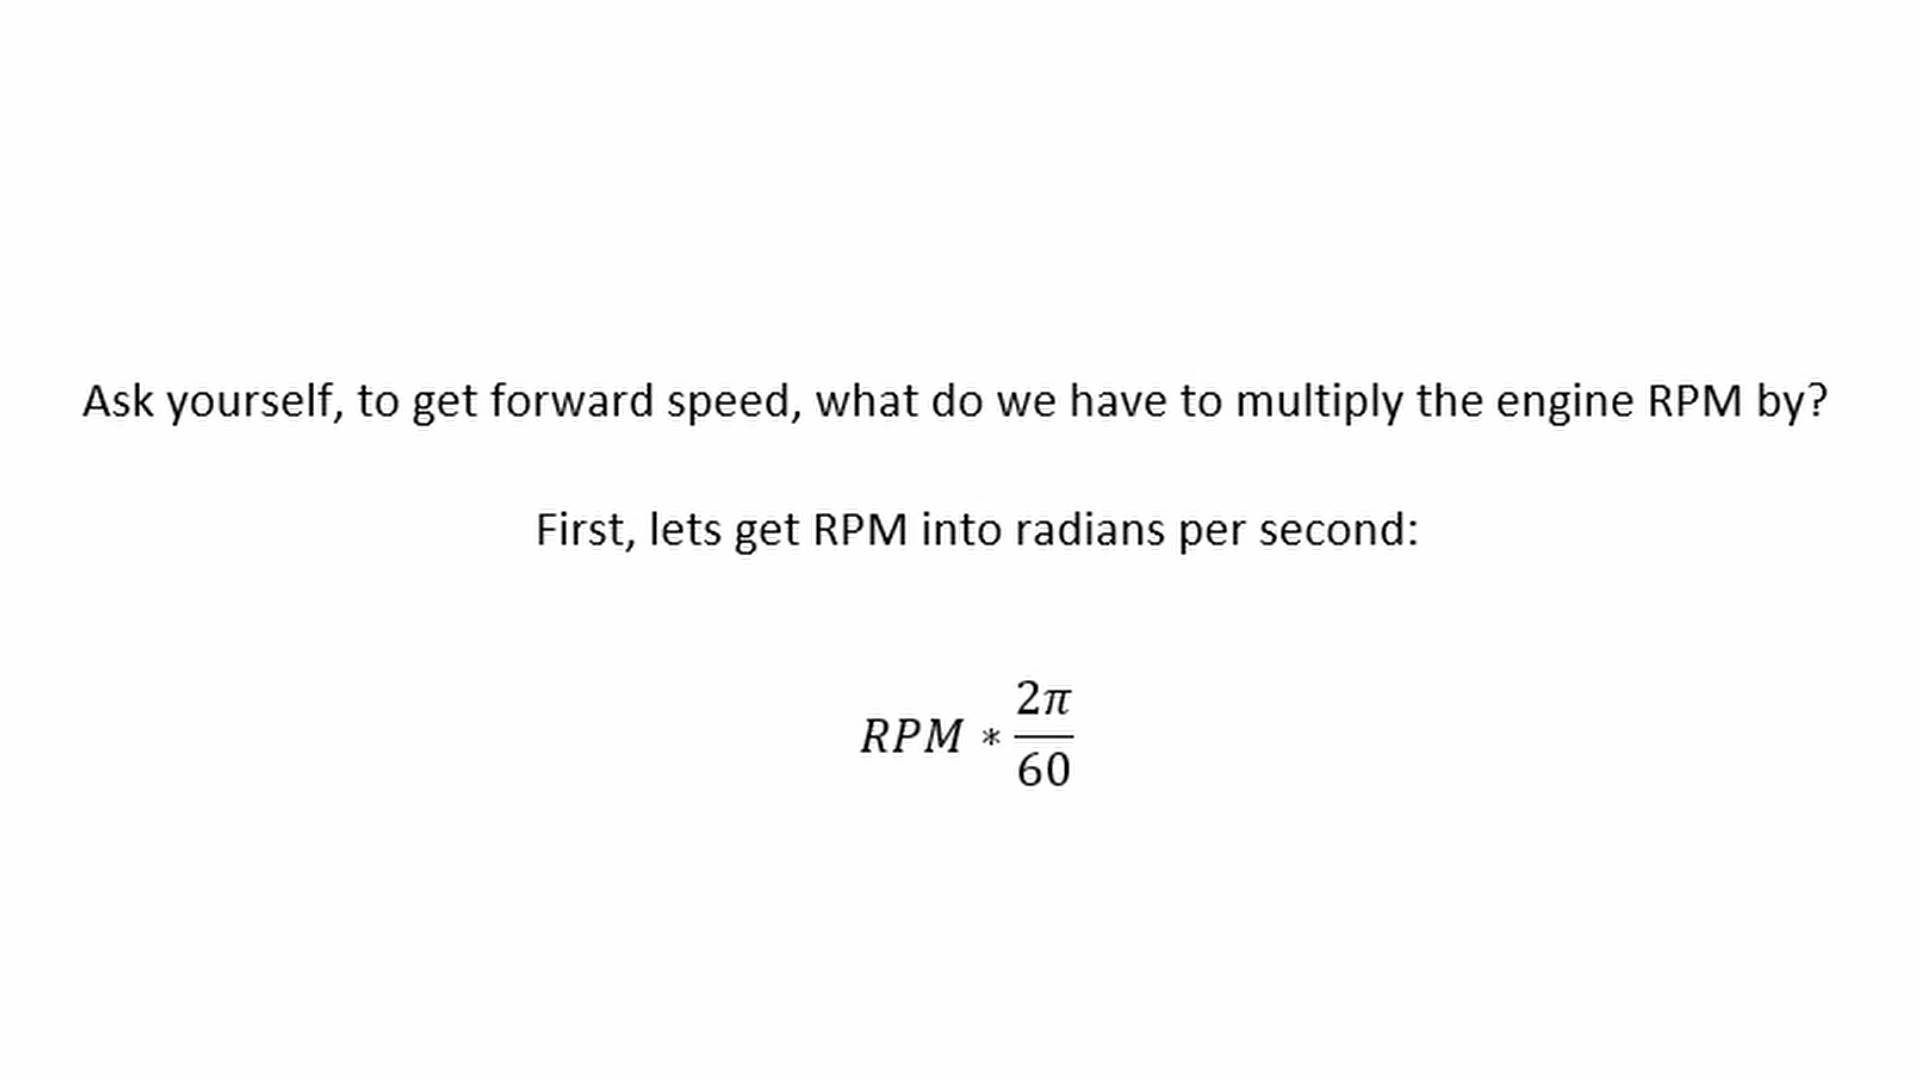 Ask yourself, to get forward speed, what do we have to multiply the engine RPM by?
First, lets get RPM into radians per second:
RPM * 2π/60